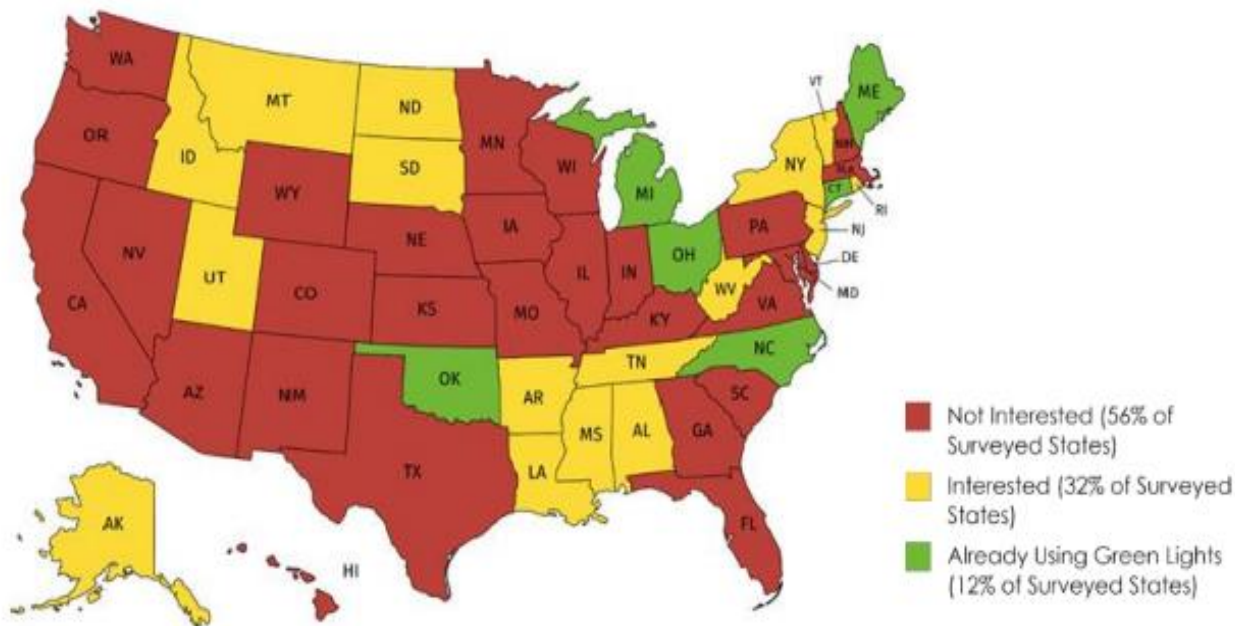 WA
MT
ND
MN
VT
ME
OR
ID
SD
WI
NY
NH
MA
WY
MI
CT
RI
NV
NE
IA
PA
NJ
CA
UT
CO
IL
IN
OH
DE
WV
MD
KS
MO
KY
VA
AZ
NM
OK
AR
TN
NC
SC
TX
LA
MS
AL
GA
FL
AK
HI
Not Interested (56% of
Surveyed States)
Interested (32% of Surveyed
States)
Already Using Green Lights
(12% of Surveyed States)